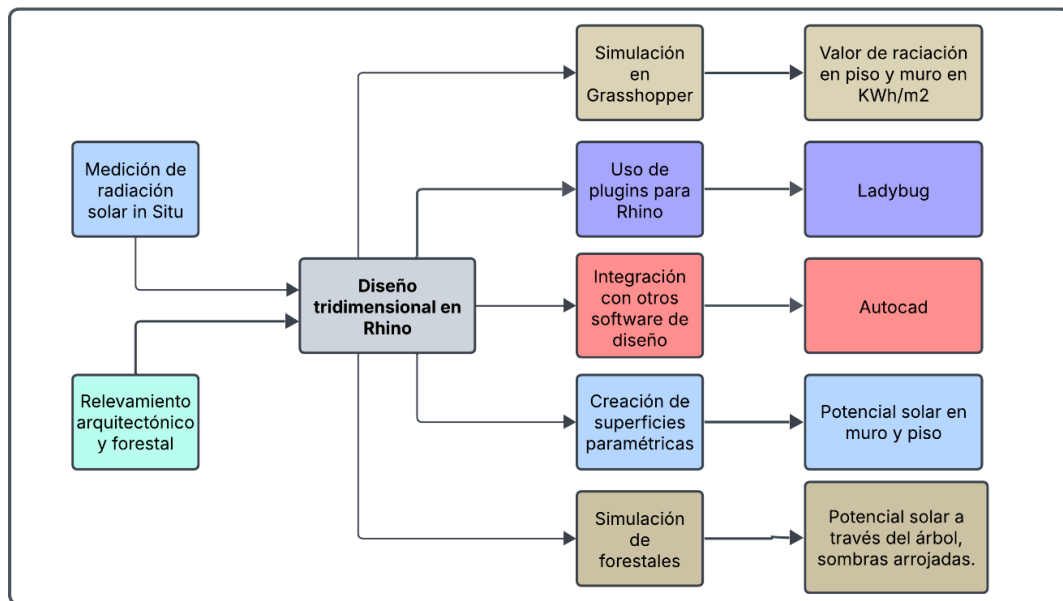 Simulación
en
Grasshopper
Valor de raciación
en piso y muro en
KWh/m2
Medición de
radiación
solar in Situ
Uso de
plugins para
Rhino
Ladybug
Diseño
tridimensional en
Rhino
Integración
con otros
software de
diseño
Autocad
Relevamiento
arquitectónico
y forestal
Creación de
superficies
paramétricas
Potencial solar en
muro y piso
Simulación
de
forestales
Potencial solar a
través del árbol,
sombras arrojadas.